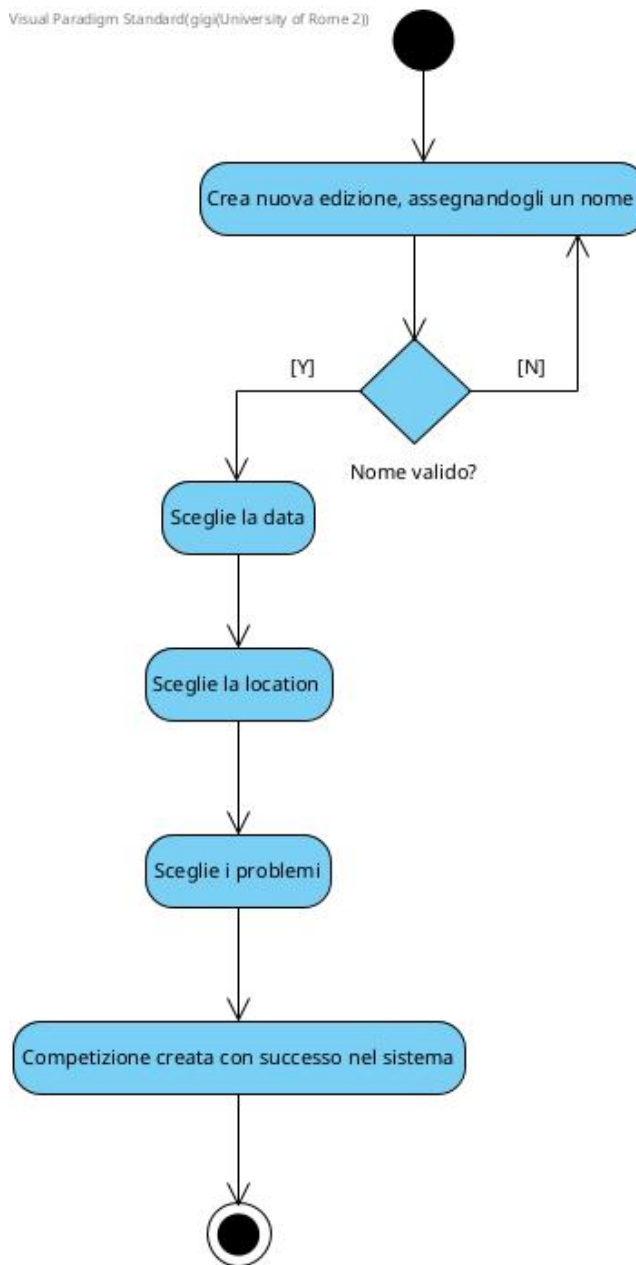 Visual Paradigm Standard(gigi(University of Rome 2))
Crea nuova edizione, assegnandogli un nome
[Y]
[N]
Nome valido?
Sceglie la data
Sceglie la location
Sceglie i problemi
Competizione creata con successo nel sistema